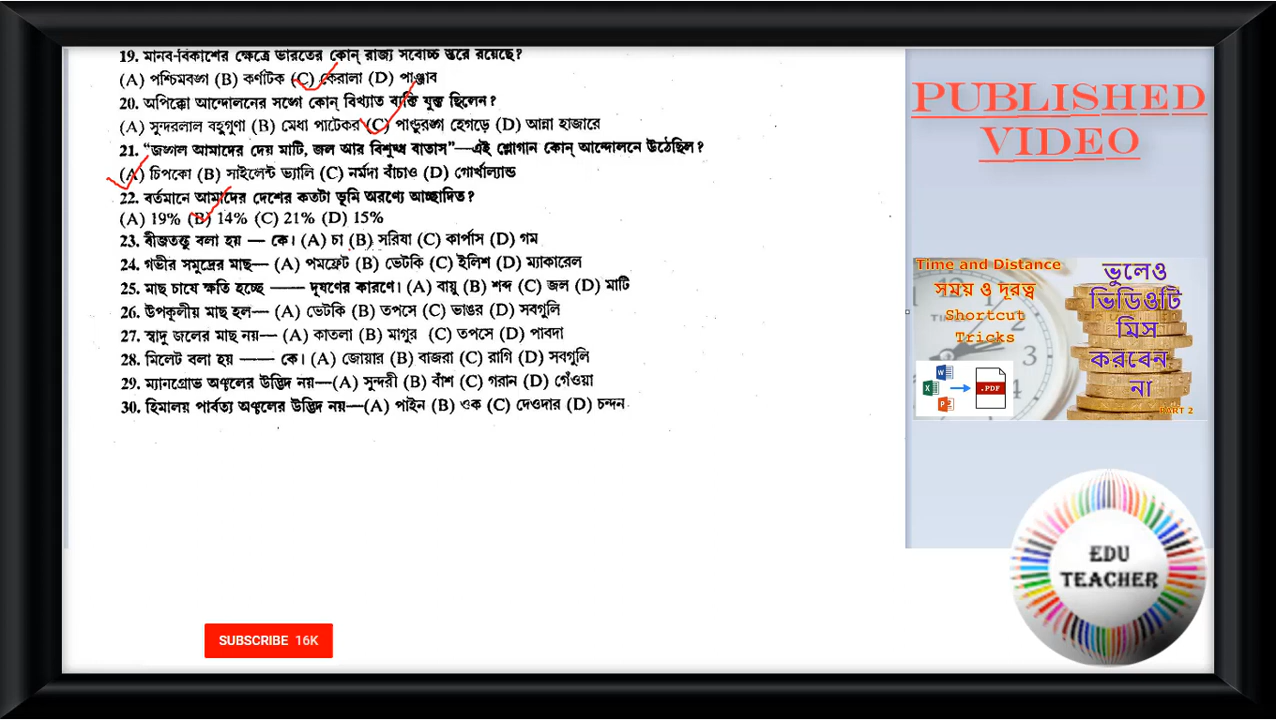 19. মানব-বিকাশের ক্ষেত্রে ভারতের কোন্ রাজ্য সর্বোচ্চ স্তরে রয়েছে?
(A) পশ্চিমবঙ্গ (B) কর্ণাটক (C) কেরালা (D) পাঞ্জাব
20. অপিক্কো আন্দোলনের সঙ্গে কোন্ বিখ্যাত ব্যক্তি যুক্ত ছিলেন?
(A) সুন্দরলাল বহুগুণা (B) মেধা পাটেকর (C) পাণ্ডুরঙ্গ হেগড়ে (D) আন্না হাজারে
21. "জঙ্গল আমাদের দেয় মাটি, জল আর বিশুদ্ধ বাতাস"—এই শ্লোগান কোন্ আন্দোলনে উঠেছিল?
(A) চিপকো (B) সাইলেন্ট ভ্যালি (C) নর্মদা বাঁচাও (D) গোর্খাল্যান্ড
22. বর্তমানে আমাদের দেশের কতটা ভূমি অরণ্যে আচ্ছাদিত?
(A) 19% (B) 14% (C) 21% (D) 15%
23. বীজতন্তু বলা হয় — কে। (A) চা (B) সরিষা (C) কার্পাস (D) গম
24. গভীর সমুদ্রের মাছ— (A) পমফ্রেট (B) ভেটকি (C) ইলিশ (D) ম্যাকারেল
25. মাছ চাষে ক্ষতি হচ্ছে —— দূষণের কারণে। (A) বায়ু (B) শব্দ (C) জল (D) মাটি
26. উপকূলীয় মাছ হল— (A) ভেটকি (B) তপসে (C) ভাঙর (D) সবগুলি
27. স্বাদু জলের মাছ নয়— (A) কাতলা (B) মাগুর (C) তপসে (D) পাবদা
28. মিলেট বলা হয় —— কে। (A) জোয়ার (B) বাজরা (C) রাগি (D) সবগুলি
29. ম্যানগ্রোভ অঞ্চলের উদ্ভিদ নয়—(A) সুন্দরী (B) বাঁশ (C) গরান (D) গেঁওয়া
30. হিমালয় পার্বত্য অঞ্চলের উদ্ভিদ নয়—(A) পাইন (B) ওক (C) দেওদার (D) চন্দন
PUBLISHED
VIDEO
Time and Distance
সময় ও দূরত্ব
Shortcut
Tricks
ভুলেও
ভিডিওটি
মিস
করবেন
না
PART 2
W
X
P
.PDF
EDU
TEACHER
SUBSCRIBE 16K